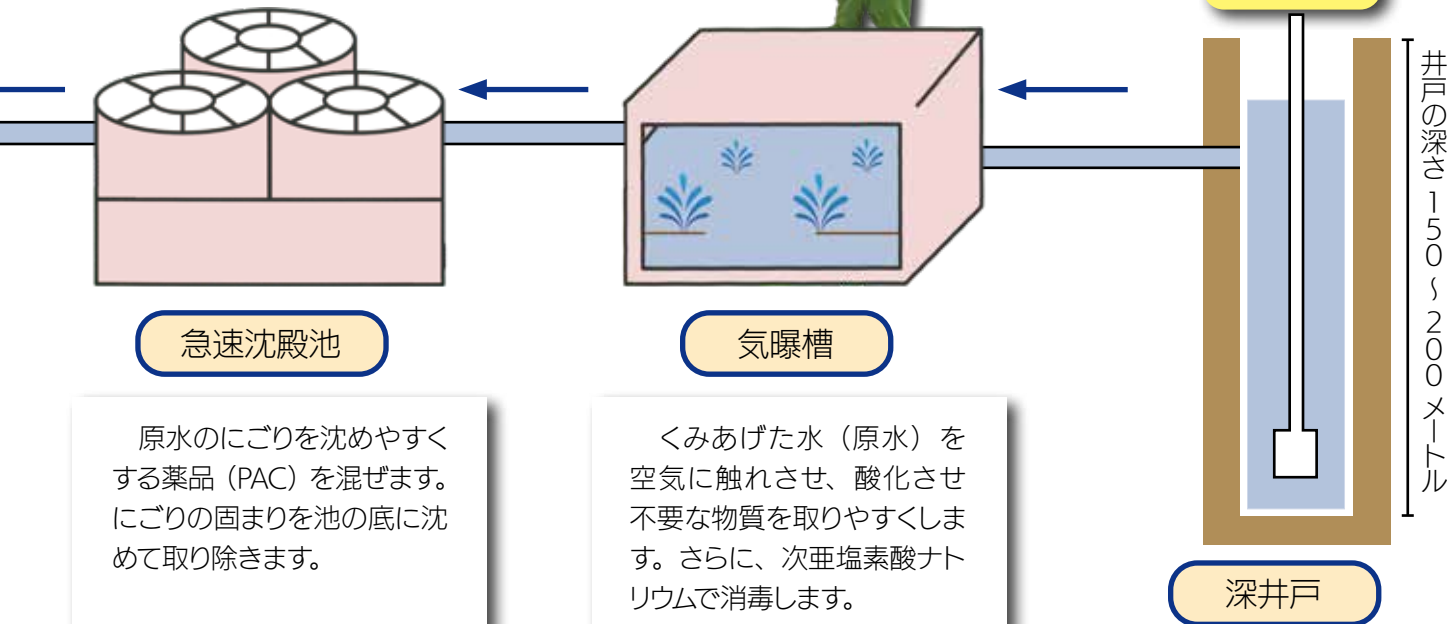 急速沈殿池
原水のにごりを沈めやすく
する薬品（PAC）を混ぜます。
にごりの固まりを池の底に沈
めて取り除きます。
気曝槽
くみあげた水（原水）を
空気に触れさせ、酸化させ
不要な物質を取りやすくしま
す。さらに、次亜塩素酸ナト
リウムで消毒します。
井戸の深さ150～200メートル
深井戸